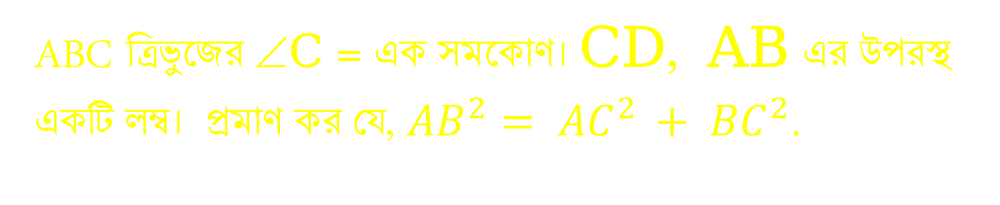 ABC ত্রিভুজের ∠C = এক সমকোণ। CD, AB এর উপরস্থ
একটি লম্ব। প্রমাণ কর যে, AB² = AC² + BC².